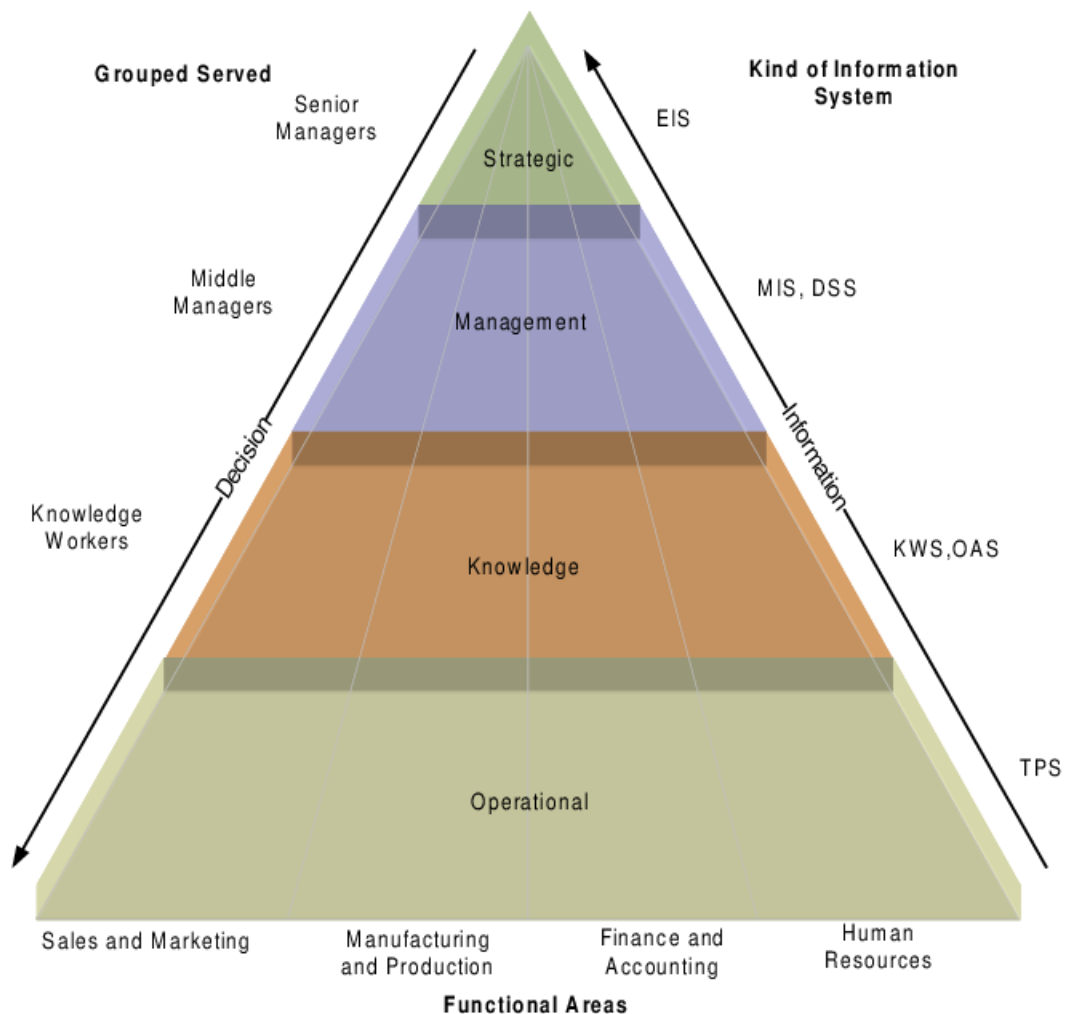 Grouped Served
Kind of Information
System
Senior
Managers
EIS
Strategic
Middle
Managers
MIS, DSS
Management
Decision
Information
Knowledge
Workers
KWS,OAS
Knowledge
TPS
Operational
Sales and Marketing
Manufacturing
and Production
Finance and
Accounting
Human
Resources
Functional Areas